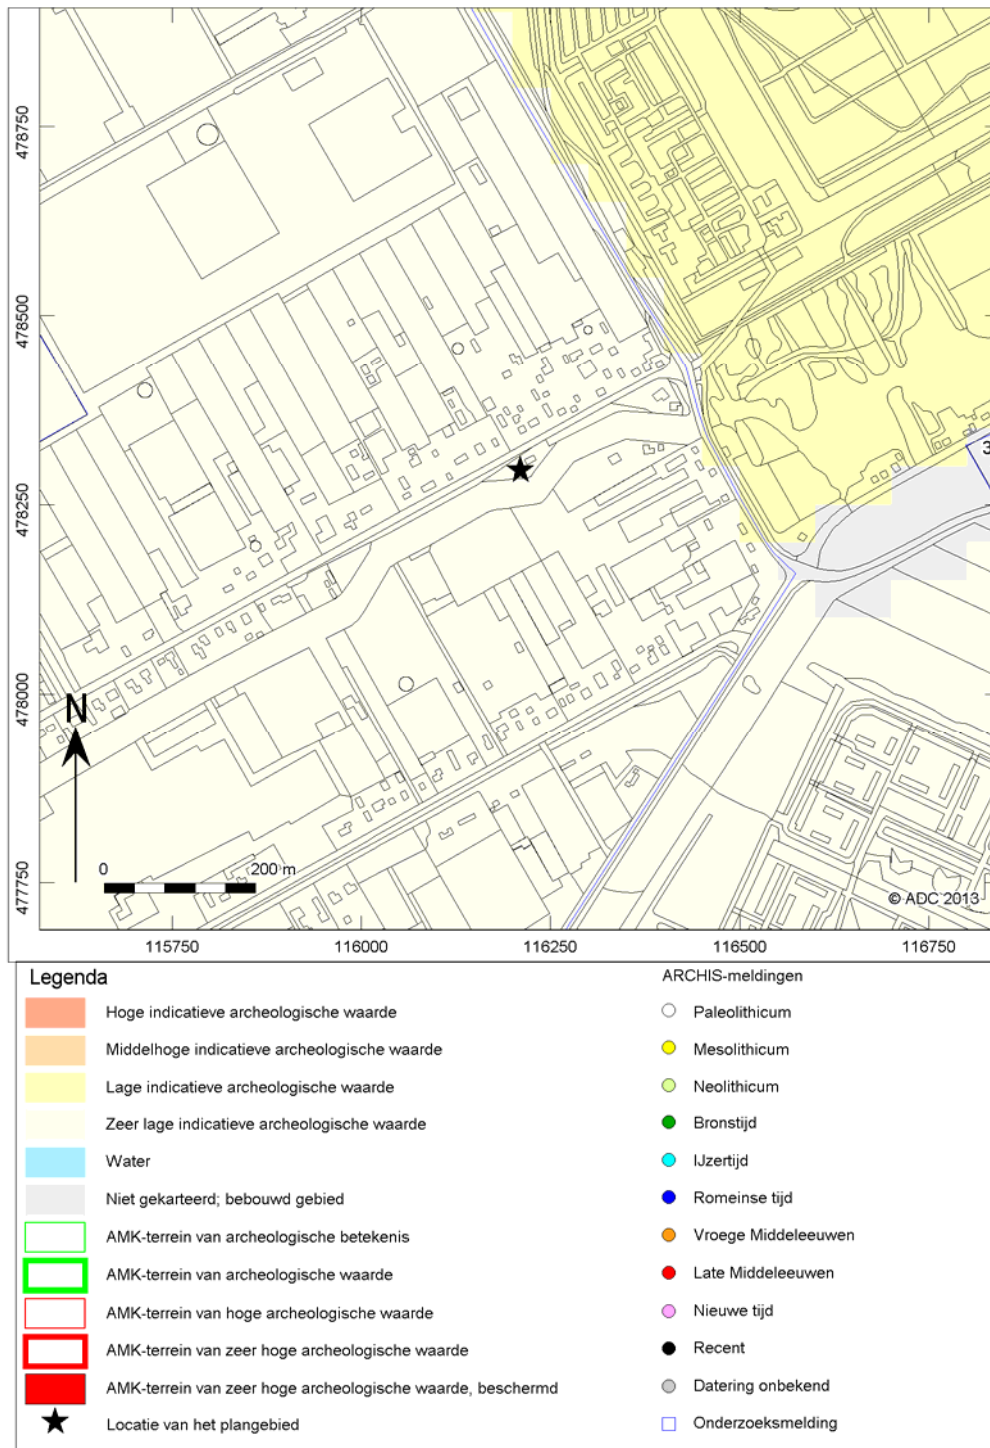 478750
478500
478250
478000
477750
3
N
0
200 m
© ADC 2013
115750
116000
116250
116500
116750
Legenda
Hoge indicatieve archeologische waarde
Middelhoge indicatieve archeologische waarde
Lage indicatieve archeologische waarde
Zeer lage indicatieve archeologische waarde
Water
Niet gekarteerd; bebouwd gebied
AMK-terrein van archeologische betekenis
AMK-terrein van archeologische waarde
AMK-terrein van hoge archeologische waarde
AMK-terrein van zeer hoge archeologische waarde
AMK-terrein van zeer hoge archeologische waarde, beschermd
Locatie van het plangebied
ARCHIS-meldingen
Paleolithicum
Mesolithicum
Neolithicum
Bronstijd
IJzertijd
Romeinse tijd
Vroege Middeleeuwen
Late Middeleeuwen
Nieuwe tijd
Recent
Datering onbekend
Onderzoeksmelding